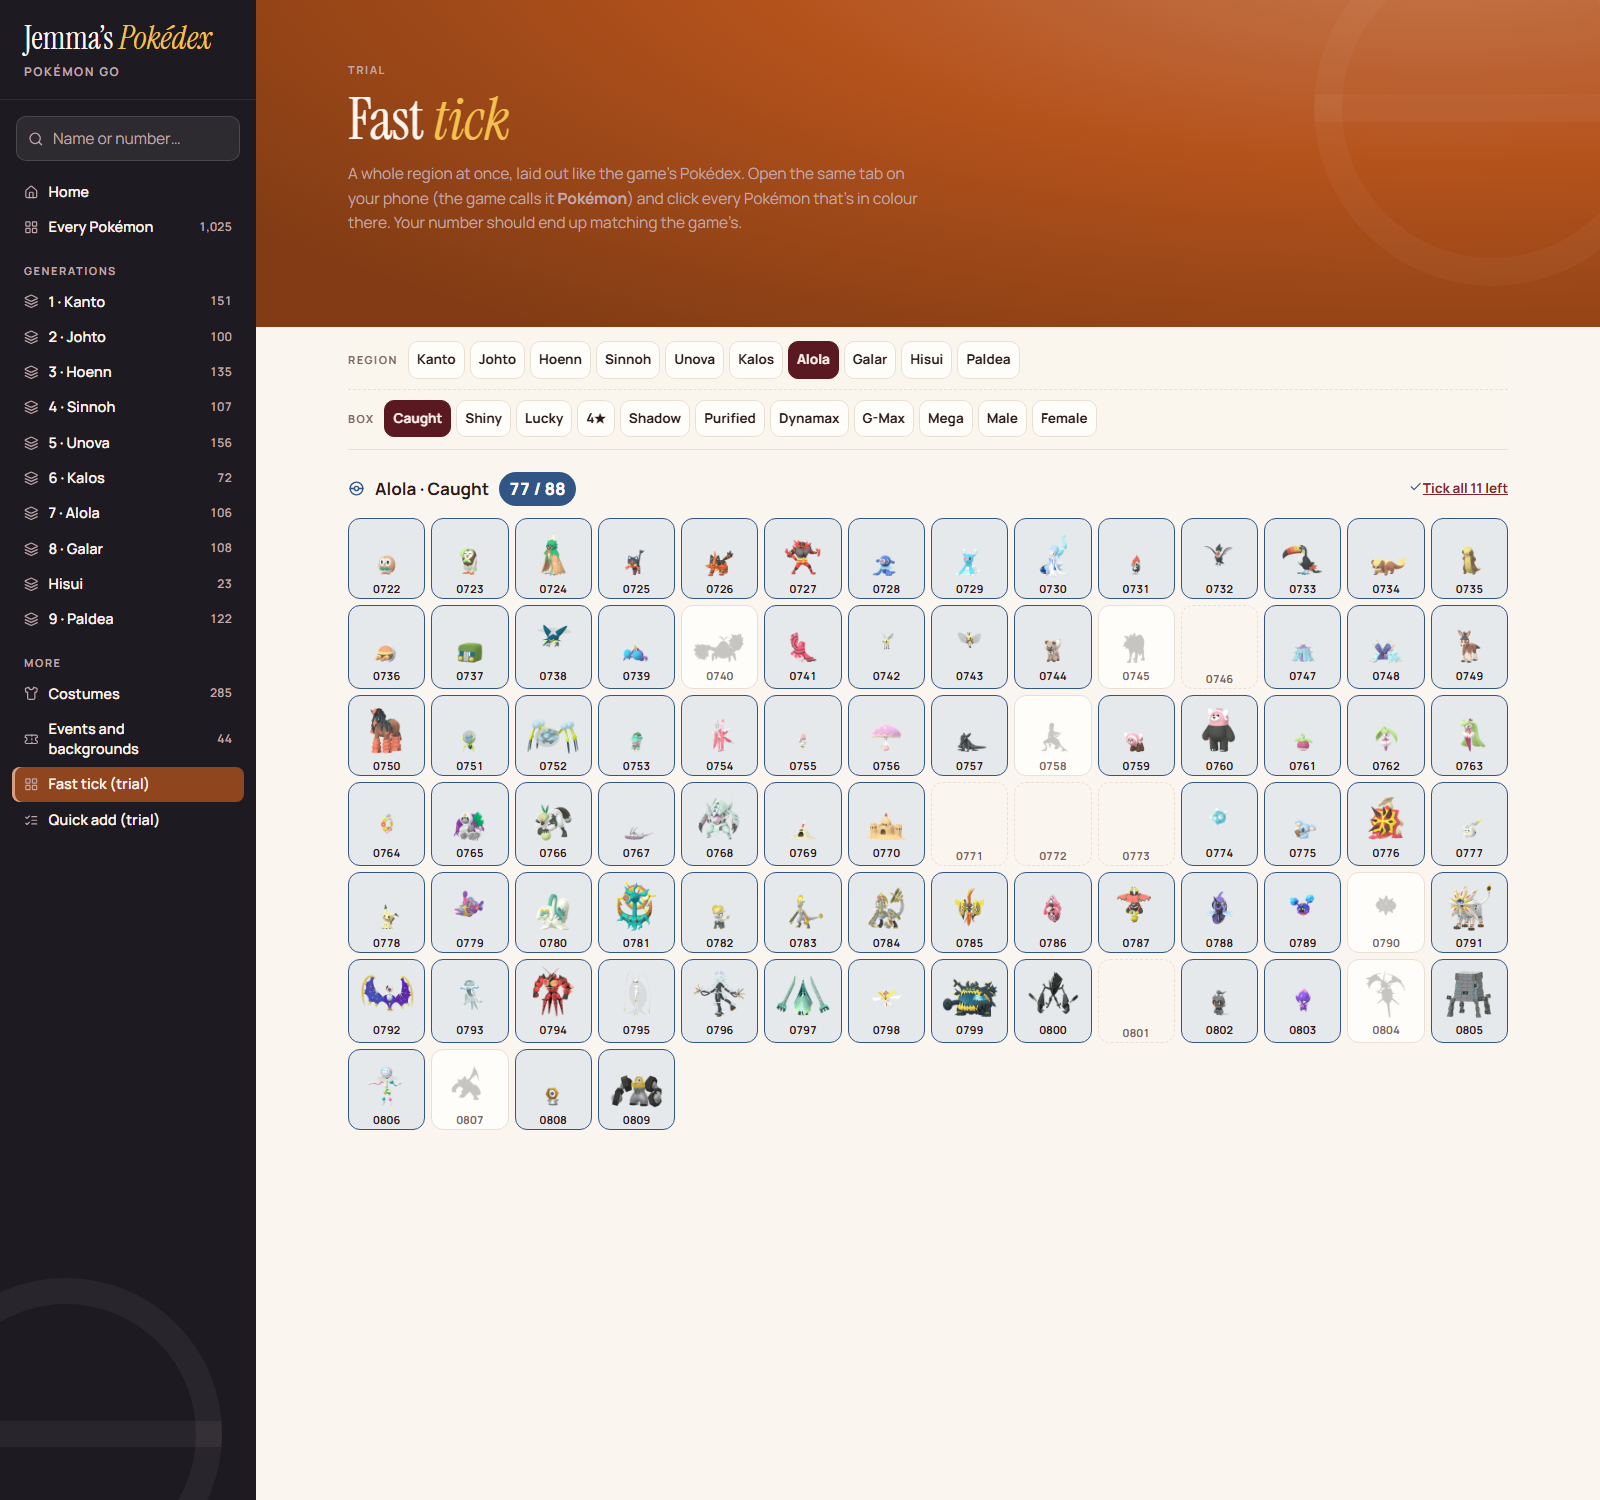 Jemma's Pokédex
POKÉMON GO
Name or number...
Home
Every Pokémon 1,025
GENERATIONS
1 · Kanto 151
2 · Johto 100
3 · Hoenn 135
4 · Sinnoh 107
5 · Unova 156
6 · Kalos 72
7 · Alola 106
8 · Galar 108
Hisui 23
9 · Paldea 122
MORE
Costumes 285
Events and
backgrounds 44
Fast tick (trial)
Quick add (trial)
TRIAL
Fast tick
A whole region at once, laid out like the game's Pokédex. Open the same tab on
your phone (the game calls it Pokémon) and click every Pokémon that's in colour
there. Your number should end up matching the game's.
REGION Kanto Johto Hoenn Sinnoh Unova Kalos Alola Galar Hisui Paldea
BOX Caught Shiny Lucky 4★ Shadow Purified Dynamax G-Max Mega Male Female
Alola · Caught 77 / 88 Tick all 11 left
0722 0723 0724 0725 0726 0727 0728 0729 0730 0731 0732 0733 0734 0735
0736 0737 0738 0739 0740 0741 0742 0743 0744 0745 0746 0747 0748 0749
0750 0751 0752 0753 0754 0755 0756 0757 0758 0759 0760 0761 0762 0763
0764 0765 0766 0767 0768 0769 0770 0771 0772 0773 0774 0775 0776 0777
0778 0779 0780 0781 0782 0783 0784 0785 0786 0787 0788 0789 0790 0791
0792 0793 0794 0795 0796 0797 0798 0799 0800 0801 0802 0803 0804 0805
0806 0807 0808 0809